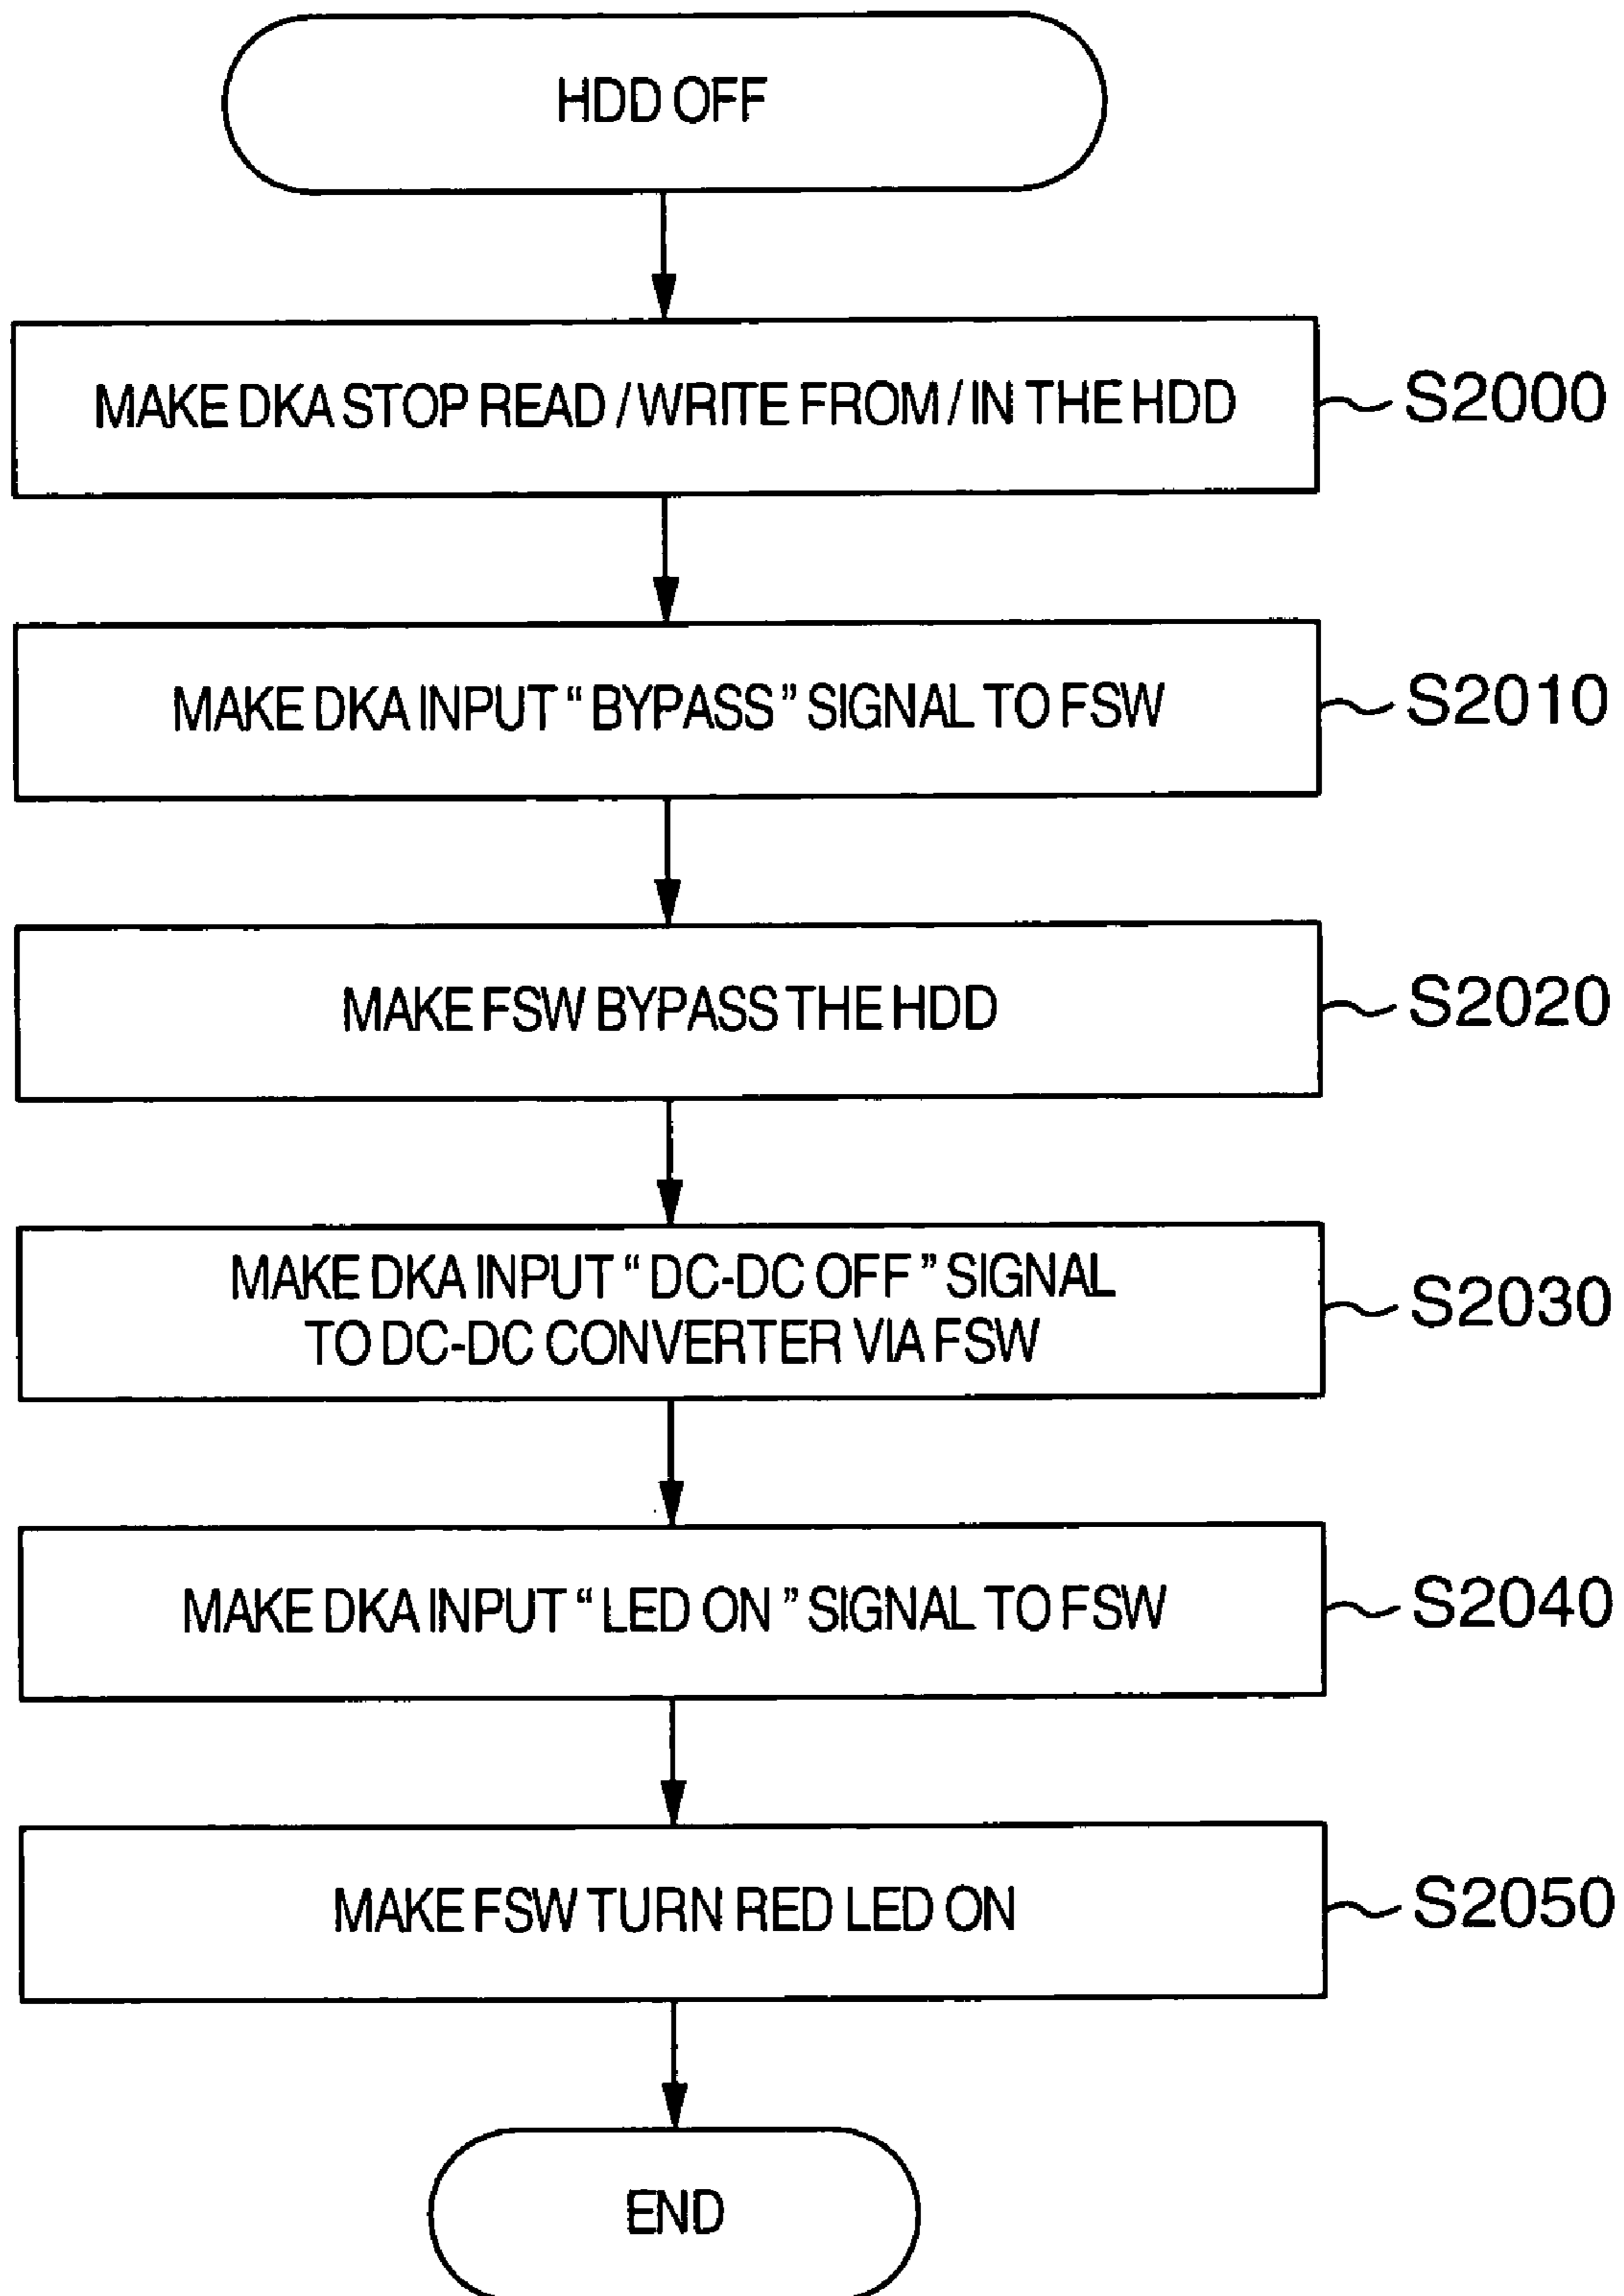 HDD OFF
MAKE DKA STOP READ / WRITE FROM / IN THE HDD
S2000
MAKE DKA INPUT “ BYPASS ” SIGNAL TO FSW
S2010
MAKE FSW BYPASS THE HDD
S2020
MAKE DKA INPUT “ DC-DC OFF ” SIGNAL
TO DC-DC CONVERTER VIA FSW
S2030
MAKE DKA INPUT “ LED ON ” SIGNAL TO FSW
S2040
MAKE FSW TURN RED LED ON
S2050
END